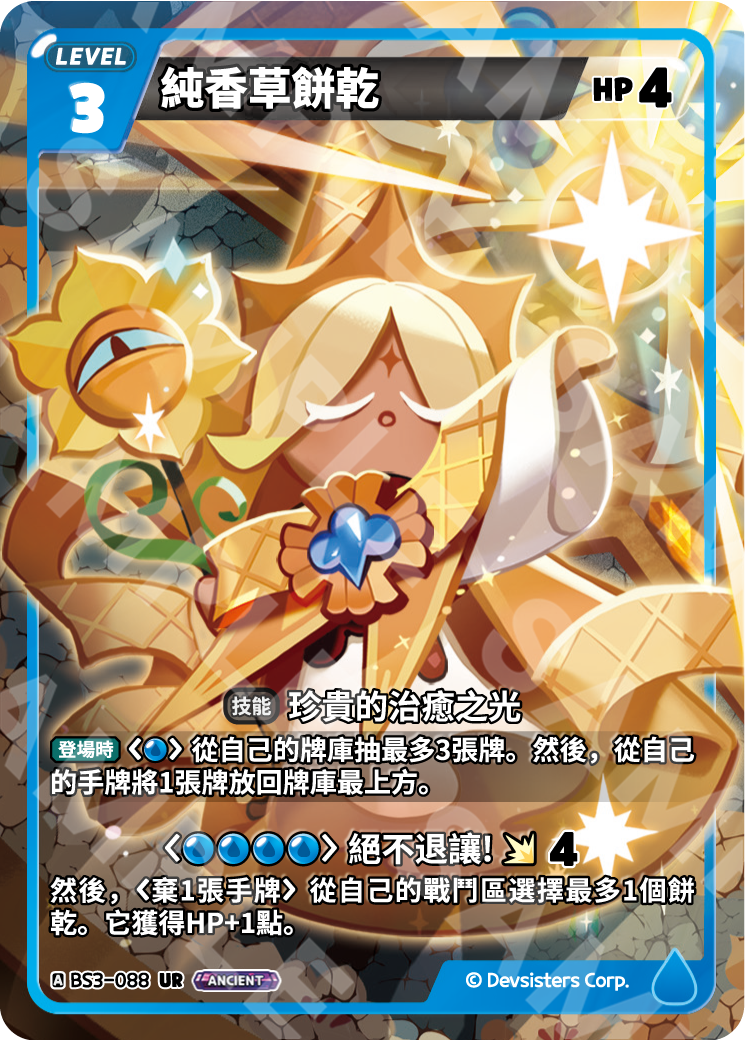 LEVEL
3
純香草餅乾
HP 4
技能 珍貴的治癒之光
登場時 〈💧〉從自己的牌庫抽最多3張牌。然後，從自己
的手牌將1張牌放回牌庫最上方。
〈💧💧💧💧〉絕不退讓! 4
然後，〈棄1張手牌〉從自己的戰鬥區選擇最多1個餅
乾。它獲得HP+1點。
A BS3-088 UR ANCIENT
© Devsisters Corp.